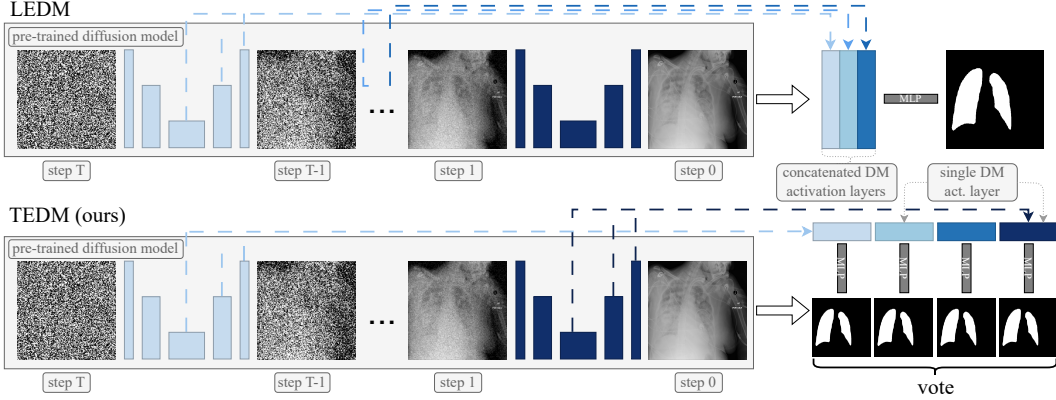 LEDM
pre-trained diffusion model
...
MLP
step T
step T-1
step 1
step 0
concatenated DM
activation layers
single DM
act. layer
TEDM (ours)
pre-trained diffusion model
...
MLP
MLP
MLP
MLP
step T
step T-1
step 1
step 0
vote